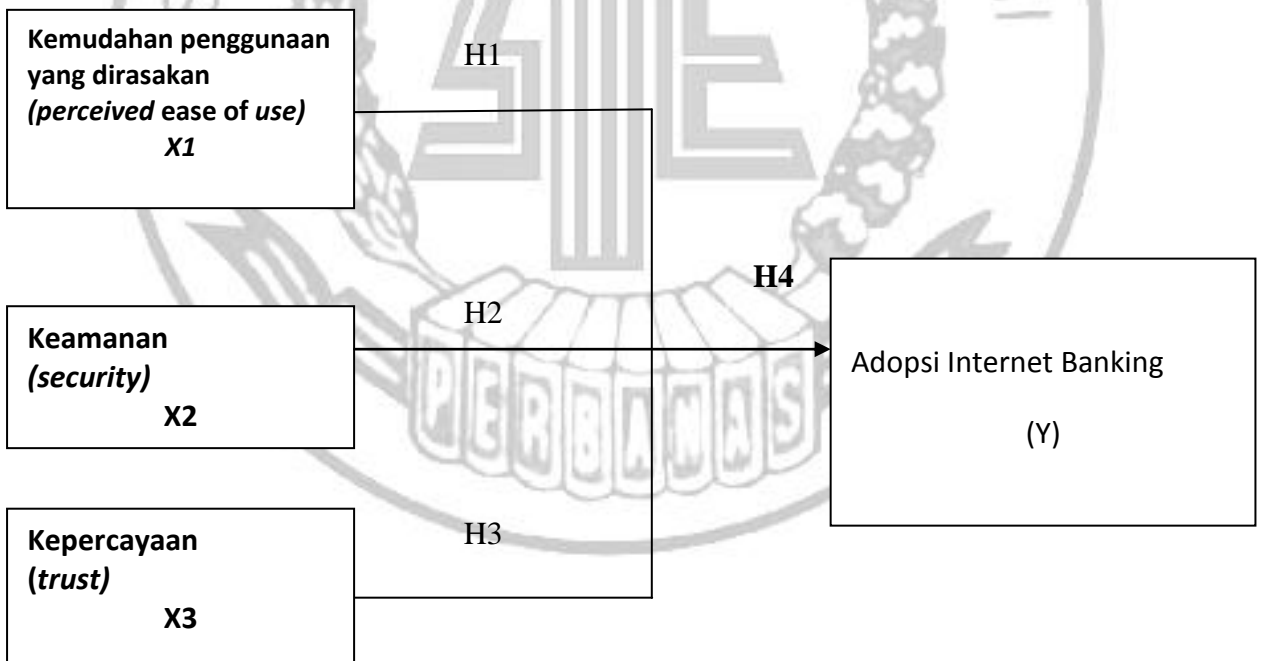 Kemudahan penggunaan
yang dirasakan
(perceived ease of use)
X1
H1
Keamanan
(security)
X2
H2
Kepercayaan
(trust)
X3
H3
H4
Adopsi Internet Banking
(Y)
PERBANAS